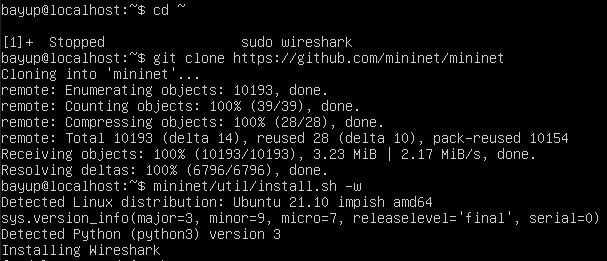 bayup@localhost:~$ cd ~
[1]+  Stopped                 sudo wireshark
bayup@localhost:~$ git clone https://github.com/mininet/mininet
Cloning into 'mininet'...
remote: Enumerating objects: 10193, done.
remote: Counting objects: 100% (39/39), done.
remote: Compressing objects: 100% (28/28), done.
remote: Total 10193 (delta 14), reused 28 (delta 10), pack-reused 10154
Receiving objects: 100% (10193/10193), 3.23 MiB | 2.17 MiB/s, done.
Resolving deltas: 100% (6796/6796), done.
bayup@localhost:~$ mininet/util/install.sh -w
Detected Linux distribution: Ubuntu 21.10 impish amd64
sys.version_info(major=3, minor=9, micro=7, releaselevel='final', serial=0)
Detected Python (python3) version 3
Installing Wireshark